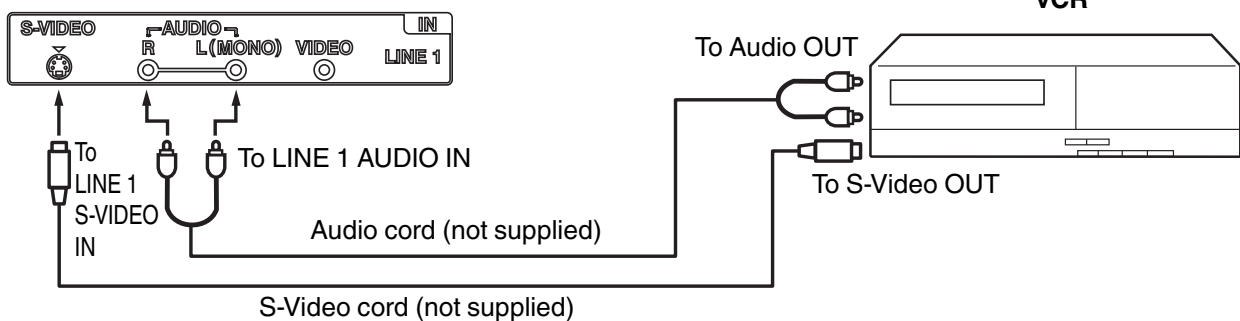 VCR
S-VIDEO
AUDIO
R
L(MONO)
VIDEO
IN
LINE 1
To Audio OUT
To
LINE 1
S-VIDEO
IN
To LINE 1 AUDIO IN
To S-Video OUT
Audio cord (not supplied)
S-Video cord (not supplied)